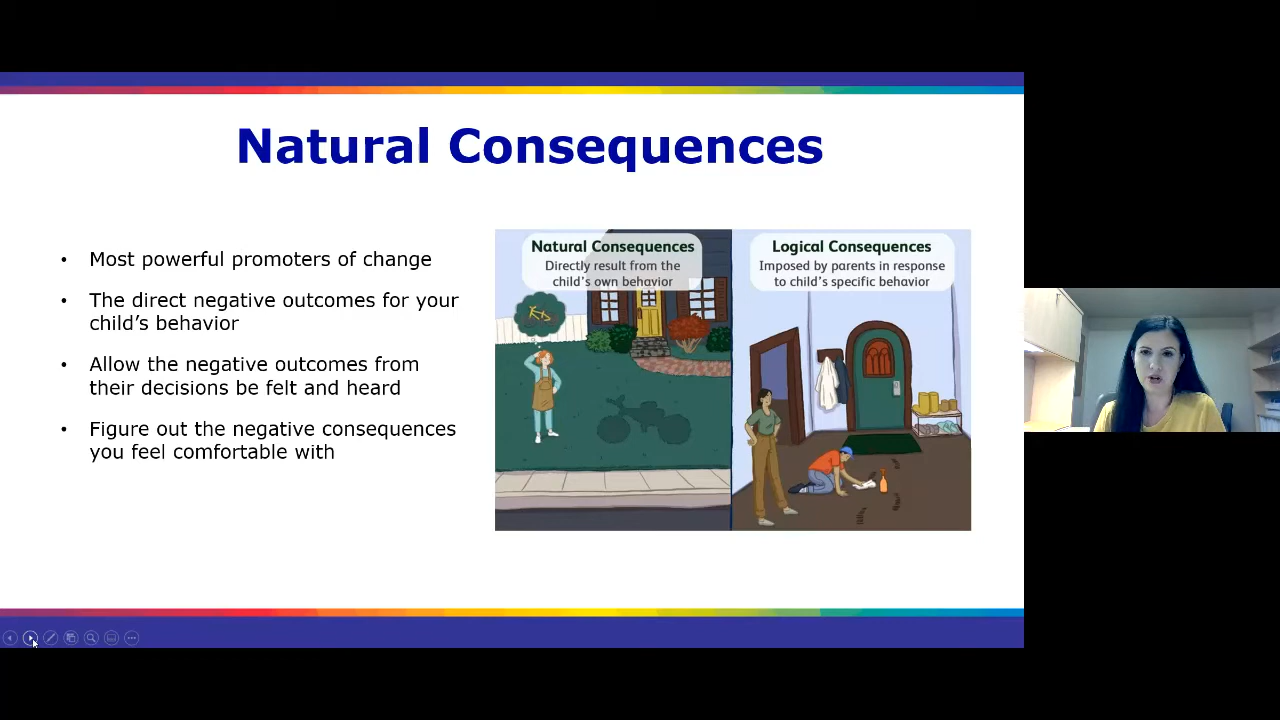 Natural Consequences
• Most powerful promoters of change
• The direct negative outcomes for your
child's behavior
• Allow the negative outcomes from
their decisions be felt and heard
• Figure out the negative consequences
you feel comfortable with
Natural Consequences
Directly result from the
child's own behavior
Logical Consequences
Imposed by parents in response
to child's specific behavior